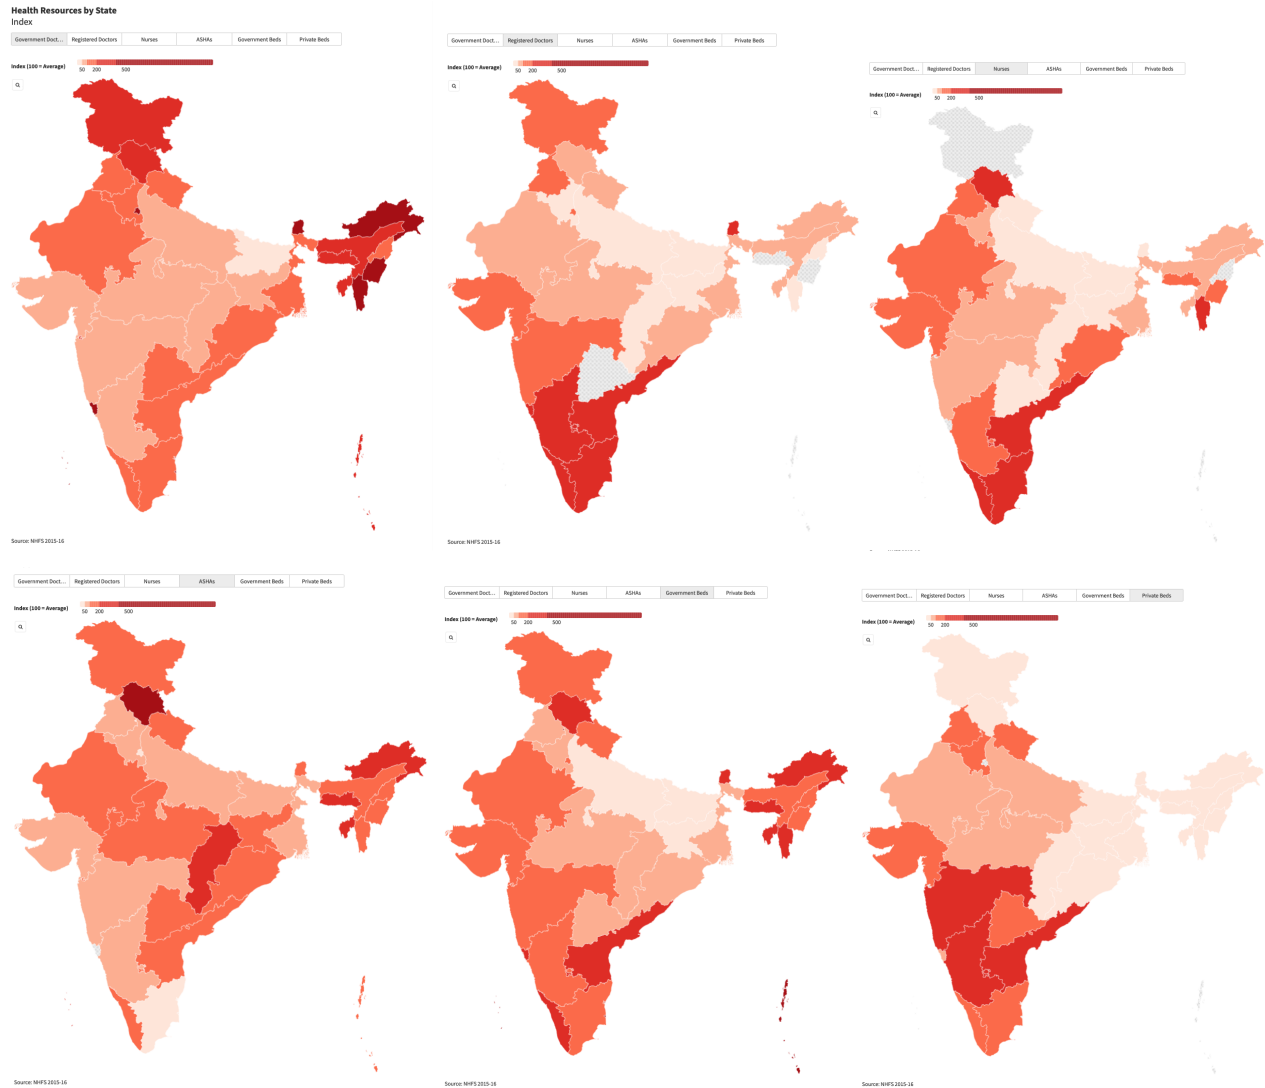 Health Resources by State
Index
Government Doct... Registered Doctors Nurses ASHAs Government Beds Private Beds
Index (100 = Average)
50 200 500
Source: NHFS 2015-16
Government Doct... Registered Doctors Nurses ASHAs Government Beds Private Beds
Index (100 = Average)
50 200 500
Source: NHFS 2015-16
Government Doct... Registered Doctors Nurses ASHAs Government Beds Private Beds
Index (100 = Average)
50 200 500
Government Doct... Registered Doctors Nurses ASHAs Government Beds Private Beds
Index (100 = Average)
50 200 500
Source: NHFS 2015-16
Government Doct... Registered Doctors Nurses ASHAs Government Beds Private Beds
Index (100 = Average)
50 200 500
Source: NHFS 2015-16
Government Doct... Registered Doctors Nurses ASHAs Government Beds Private Beds
Index (100 = Average)
50 200 500
Source: NHFS 2015-16